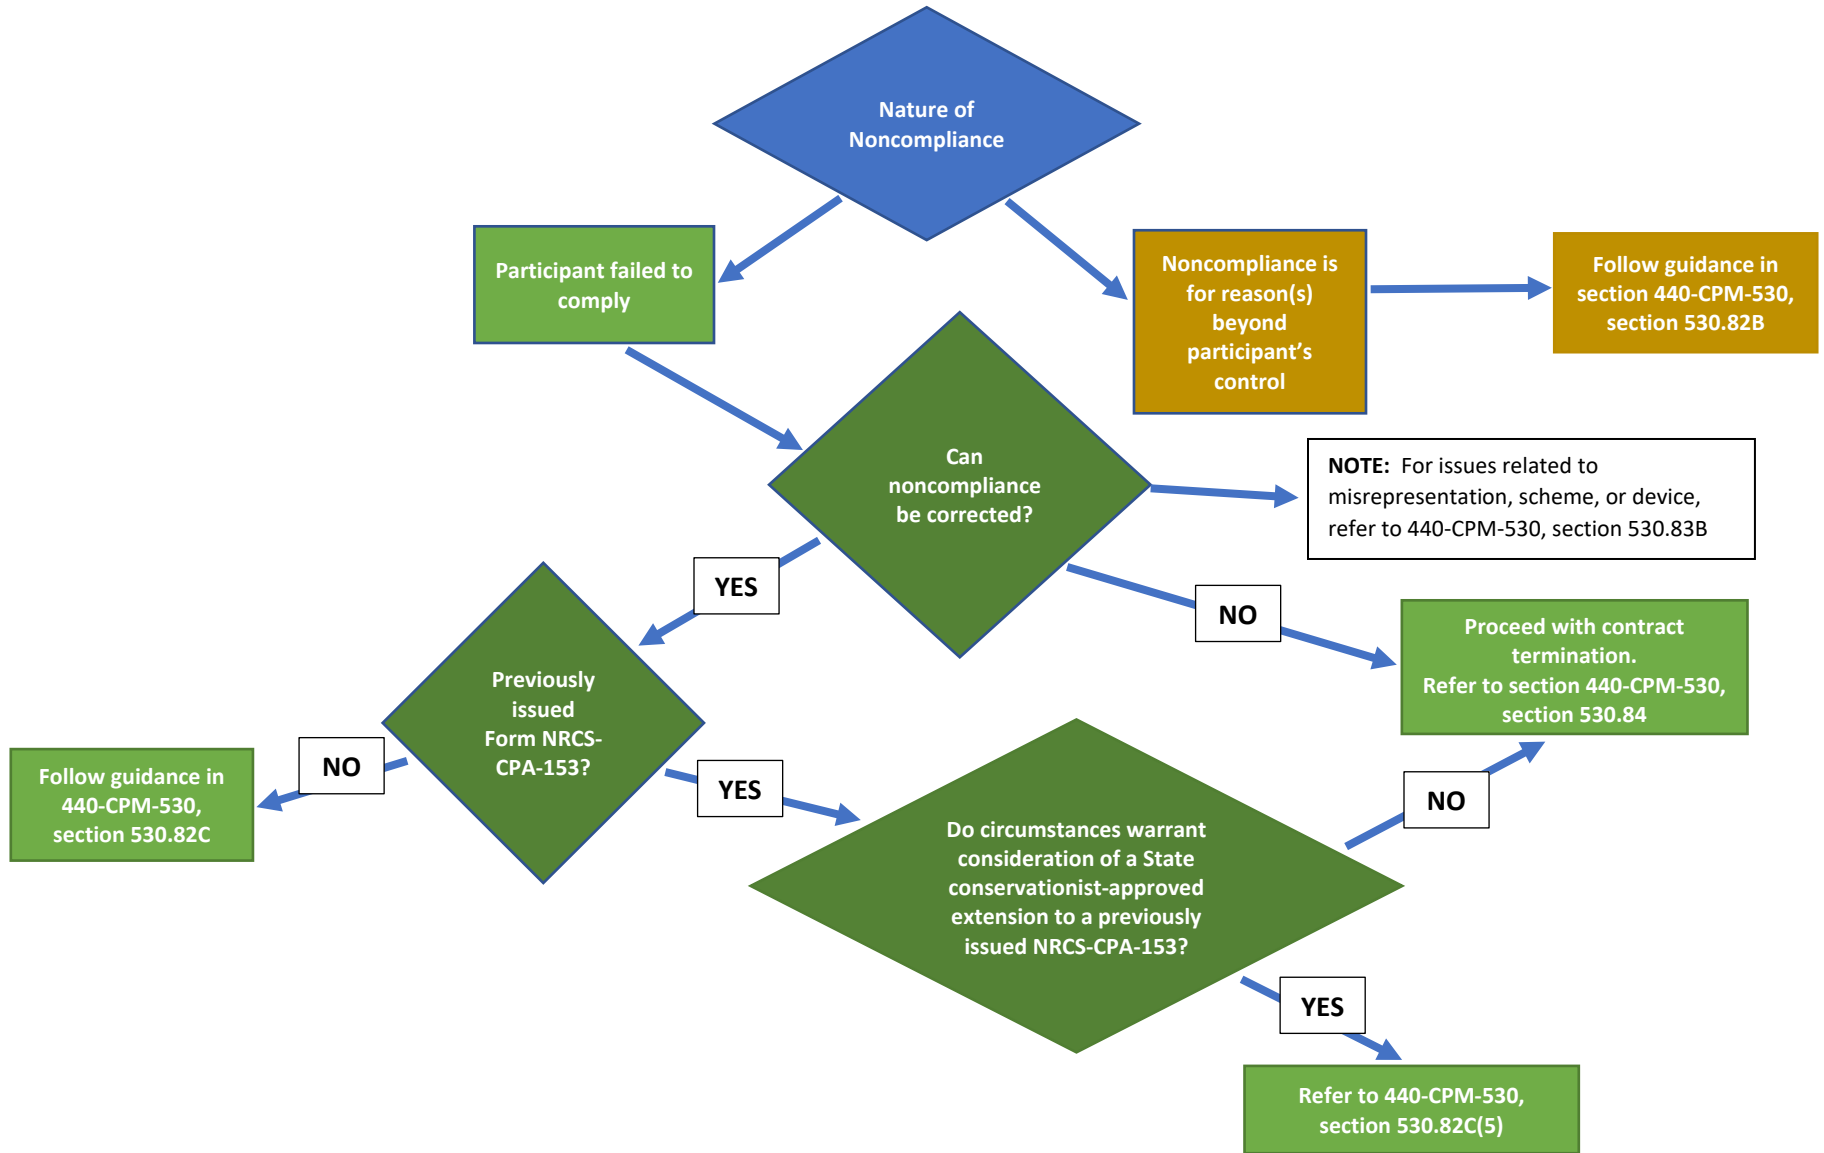 Nature of
Noncompliance
Participant failed to
comply
Noncompliance is
for reason(s)
beyond
participant’s
control
Follow guidance in
section 440-CPM-530,
section 530.82B
Can
noncompliance
be corrected?
NOTE:  For issues related to
misrepresentation, scheme, or device,
refer to 440-CPM-530, section 530.83B
YES
NO
Proceed with contract
termination.
Refer to section 440-CPM-530,
section 530.84
Previously
issued
Form NRCS-
CPA-153?
NO
Follow guidance in
440-CPM-530,
section 530.82C
YES
Do circumstances warrant
consideration of a State
conservationist-approved
extension to a previously
issued NRCS-CPA-153?
NO
YES
Refer to 440-CPM-530,
section 530.82C(5)